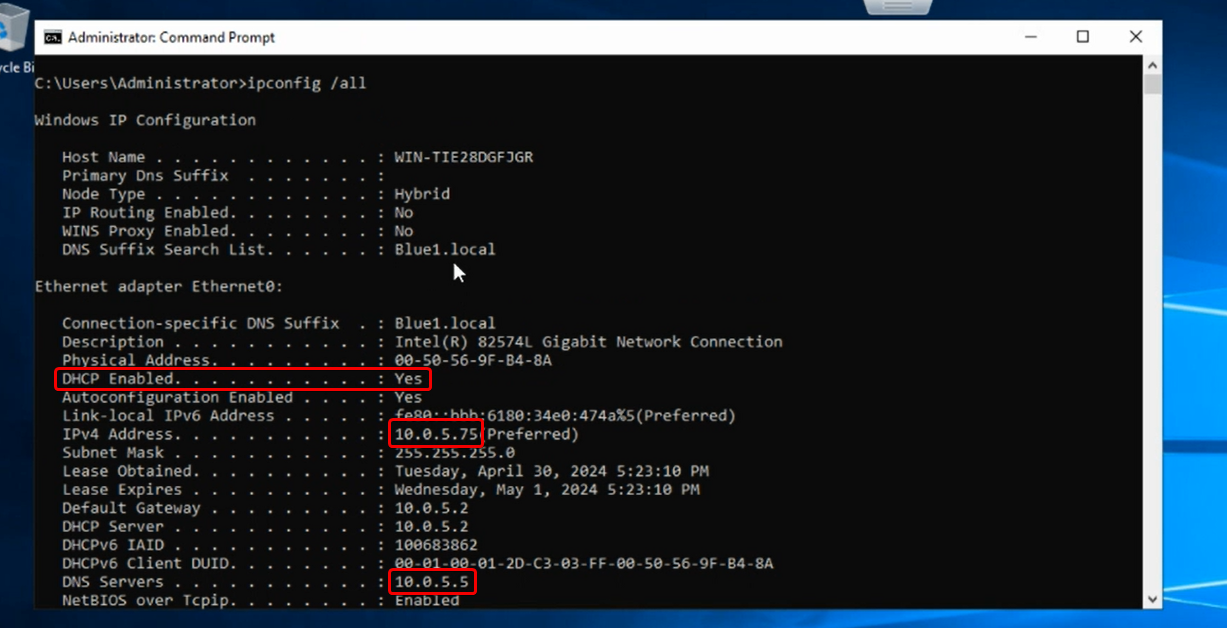 Administrator: Command Prompt
cle Bi
C:\Users\Administrator>ipconfig /all
Windows IP Configuration
Host Name . . . . . . . . . . . . : WIN-TIE28DGFJGR
Primary Dns Suffix . . . . . . . :
Node Type . . . . . . . . . . . . : Hybrid
IP Routing Enabled. . . . . . . . : No
WINS Proxy Enabled. . . . . . . . : No
DNS Suffix Search List. . . . . . : Blue1.local
Ethernet adapter Ethernet0:
Connection-specific DNS Suffix . : Blue1.local
Description . . . . . . . . . . . : Intel(R) 82574L Gigabit Network Connection
Physical Address. . . . . . . . . : 00-50-56-9F-B4-8A
DHCP Enabled. . . . . . . . . . . : Yes
Autoconfiguration Enabled . . . . : Yes
Link-local IPv6 Address . . . . . : fe80::bbb:6180:34e0:474a%5(Preferred)
IPv4 Address. . . . . . . . . . . : 10.0.5.75(Preferred)
Subnet Mask . . . . . . . . . . . : 255.255.255.0
Lease Obtained. . . . . . . . . . : Tuesday, April 30, 2024 5:23:10 PM
Lease Expires . . . . . . . . . . : Wednesday, May 1, 2024 5:23:10 PM
Default Gateway . . . . . . . . . : 10.0.5.2
DHCP Server . . . . . . . . . . . : 10.0.5.2
DHCPv6 IAID . . . . . . . . . . . : 100683862
DHCPv6 Client DUID. . . . . . . . : 00-01-00-01-2D-C3-03-FF-00-50-56-9F-B4-8A
DNS Servers . . . . . . . . . . . : 10.0.5.5
NetBIOS over Tcpip. . . . . . . . : Enabled